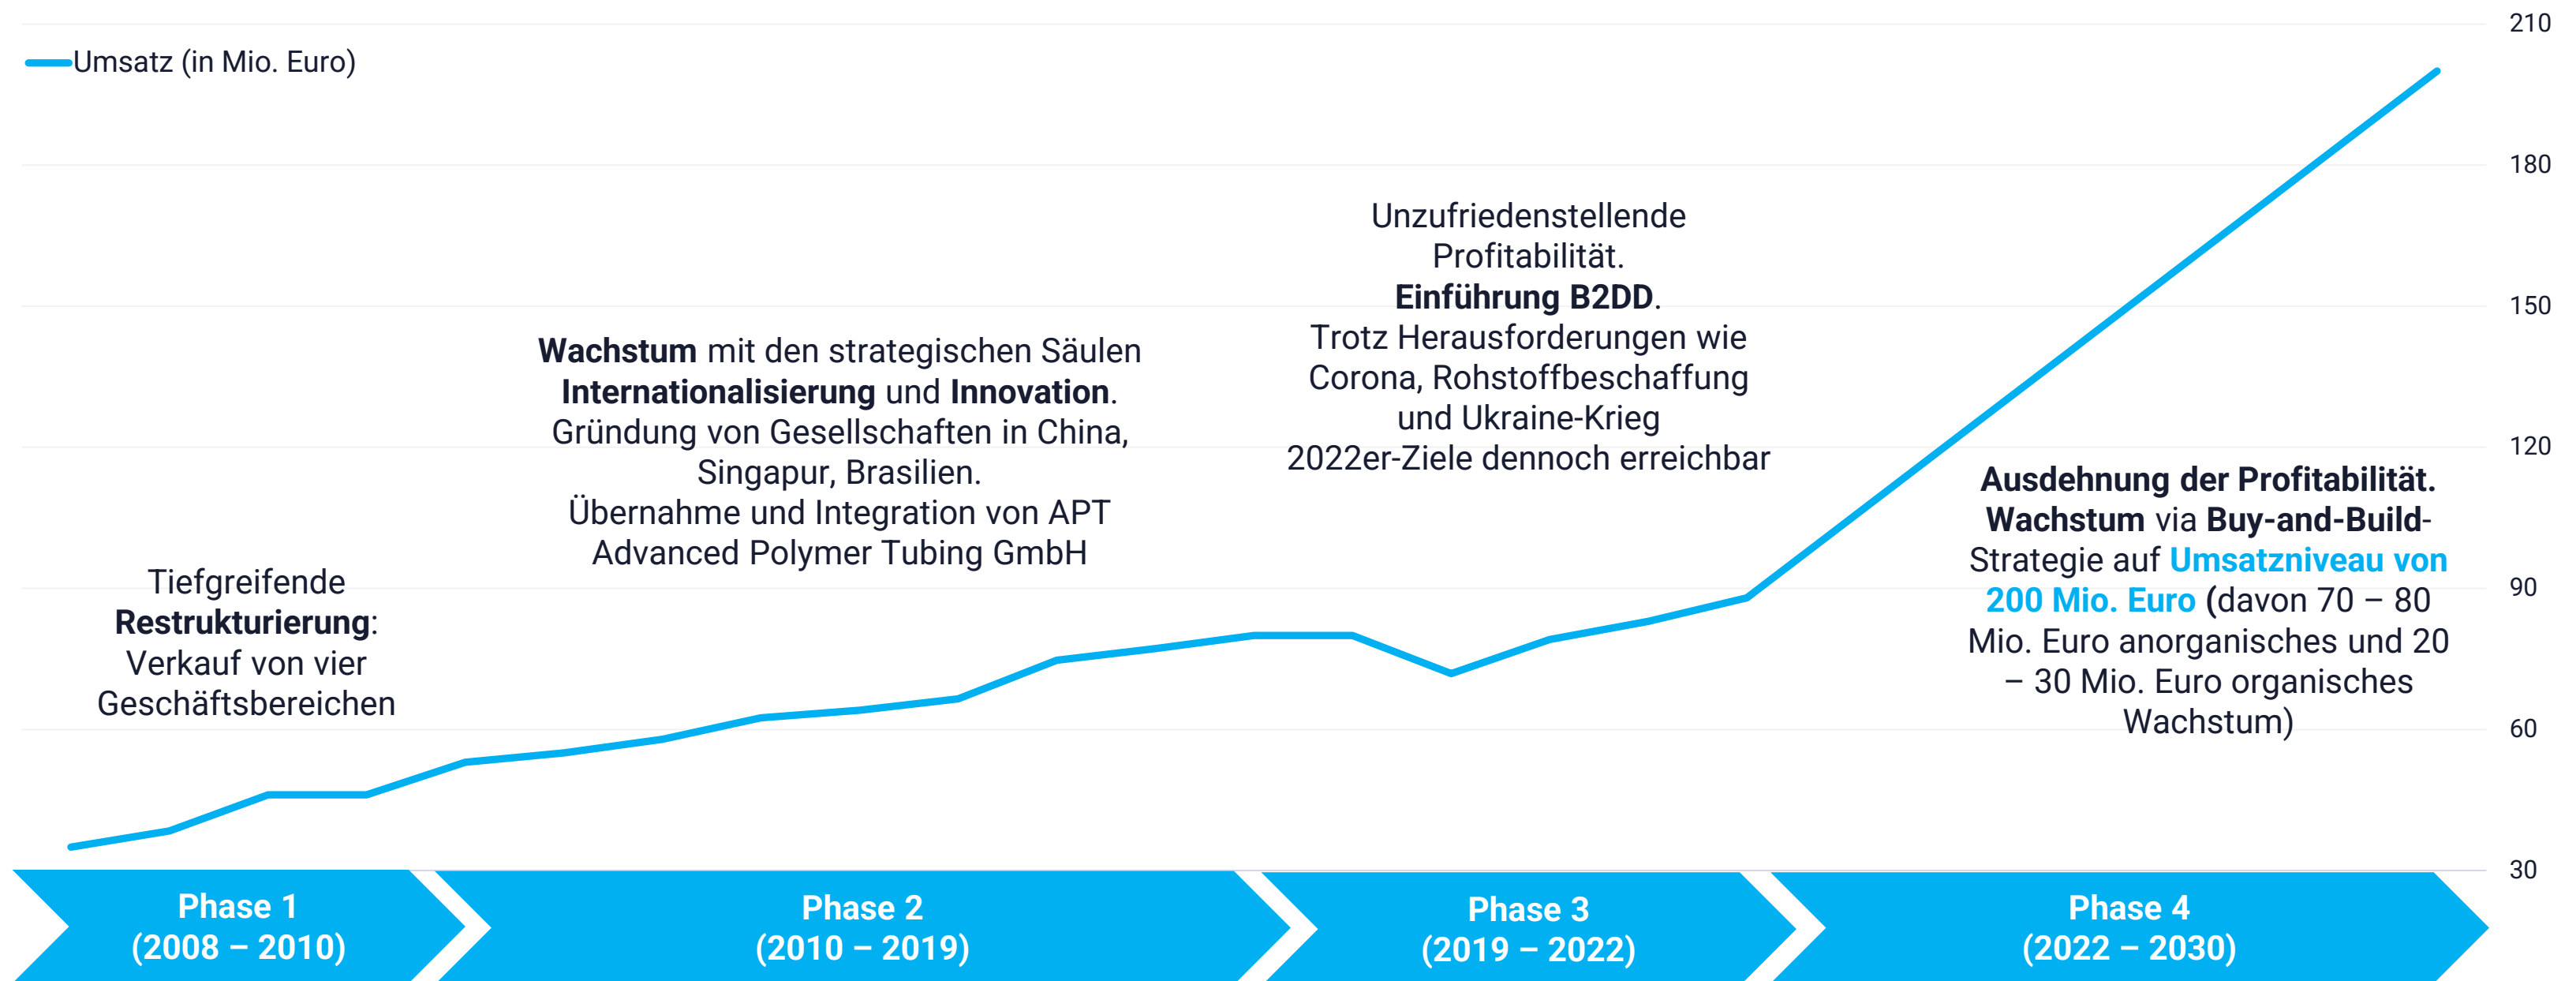 Umsatz (in Mio. Euro)
210
180
150
120
90
60
30
Tiefgreifende
Restrukturierung:
Verkauf von vier
Geschäftsbereichen
Wachstum mit den strategischen Säulen
Internationalisierung und Innovation.
Gründung von Gesellschaften in China,
Singapur, Brasilien.
Übernahme und Integration von APT
Advanced Polymer Tubing GmbH
Unzufriedenstellende
Profitabilität.
Einführung B2DD.
Trotz Herausforderungen wie
Corona, Rohstoffbeschaffung
und Ukraine-Krieg
2022er-Ziele dennoch erreichbar
Ausdehnung der Profitabilität.
Wachstum via Buy-and-Build-
Strategie auf Umsatzniveau von
200 Mio. Euro (davon 70 – 80
Mio. Euro anorganisches und 20
– 30 Mio. Euro organisches
Wachstum)
Phase 1
(2008 – 2010)
Phase 2
(2010 – 2019)
Phase 3
(2019 – 2022)
Phase 4
(2022 – 2030)